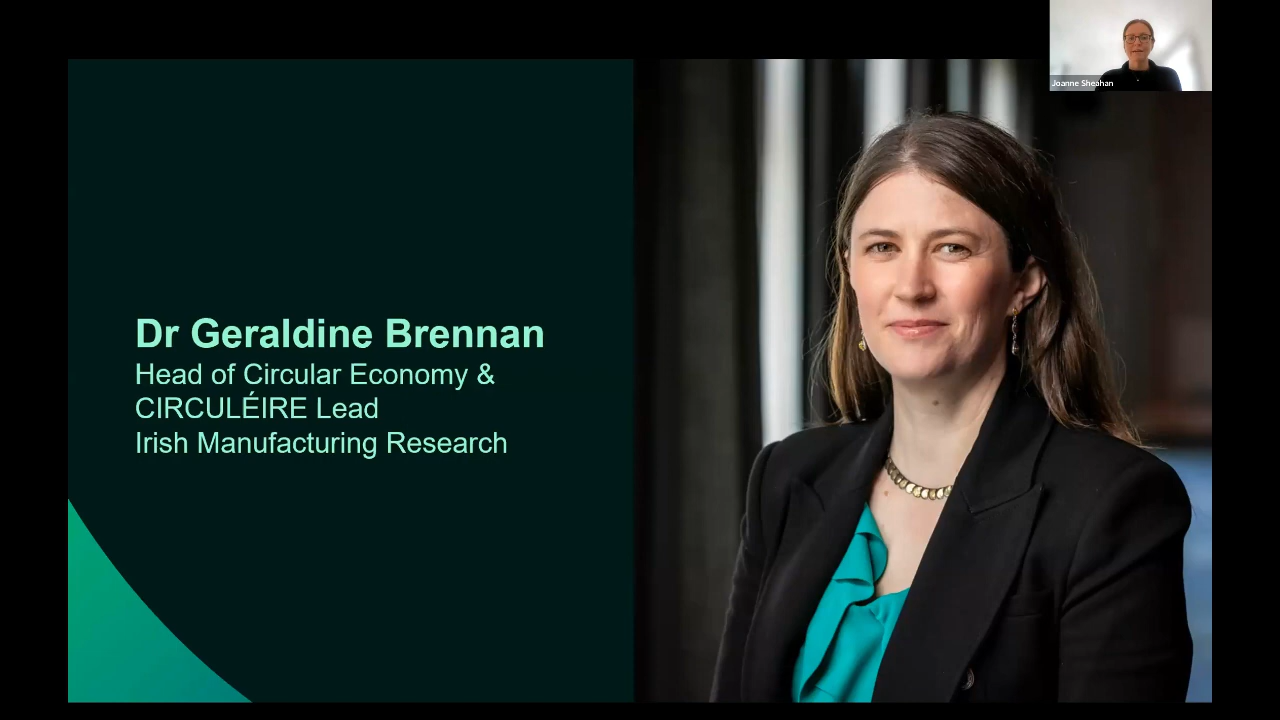 Joanne Sheahan
Dr Geraldine Brennan
Head of Circular Economy &
CIRCULÉIRE Lead
Irish Manufacturing Research